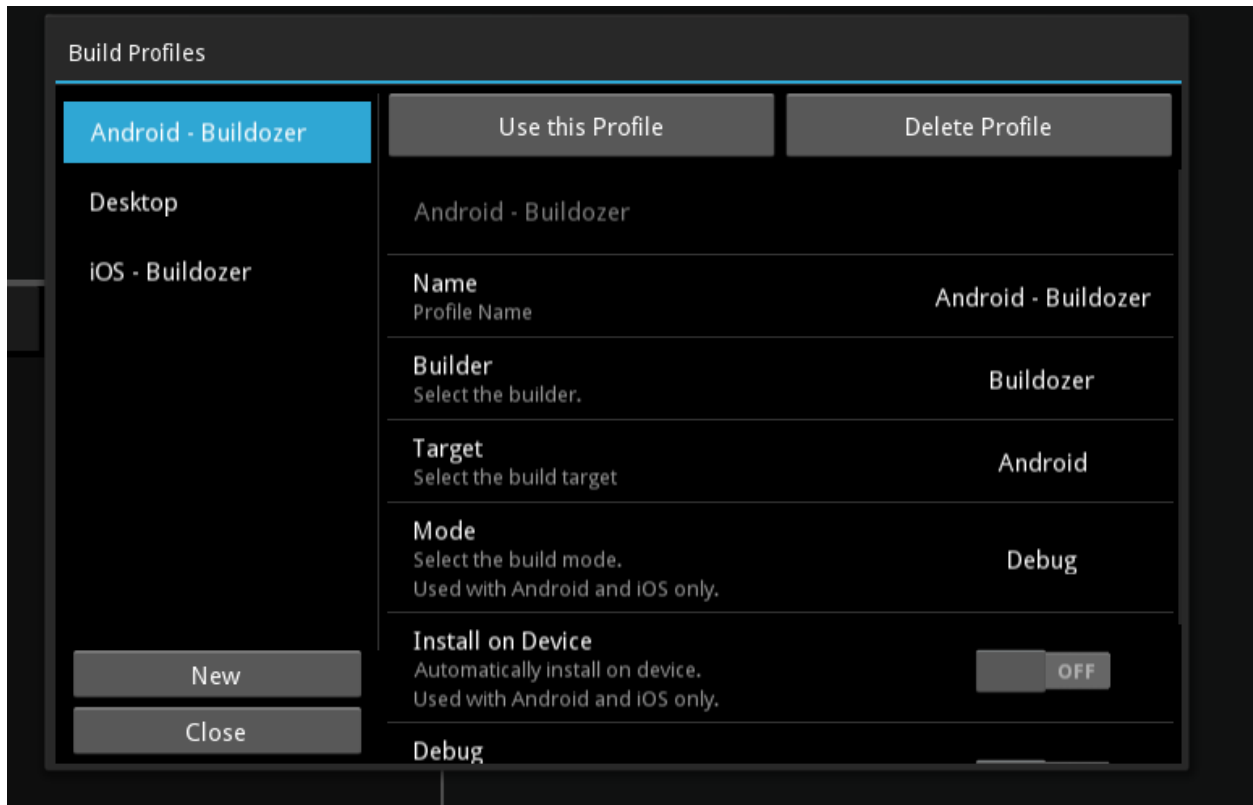 Build Profiles
Android - Buildozer
Desktop
iOS - Buildozer
New
Close
Use this Profile
Delete Profile
Android - Buildozer
Name
Profile Name
Android - Buildozer
Builder
Select the builder.
Buildozer
Target
Select the build target
Android
Mode
Select the build mode.
Used with Android and iOS only.
Debug
Install on Device
Automatically install on device.
Used with Android and iOS only.
OFF
Debug